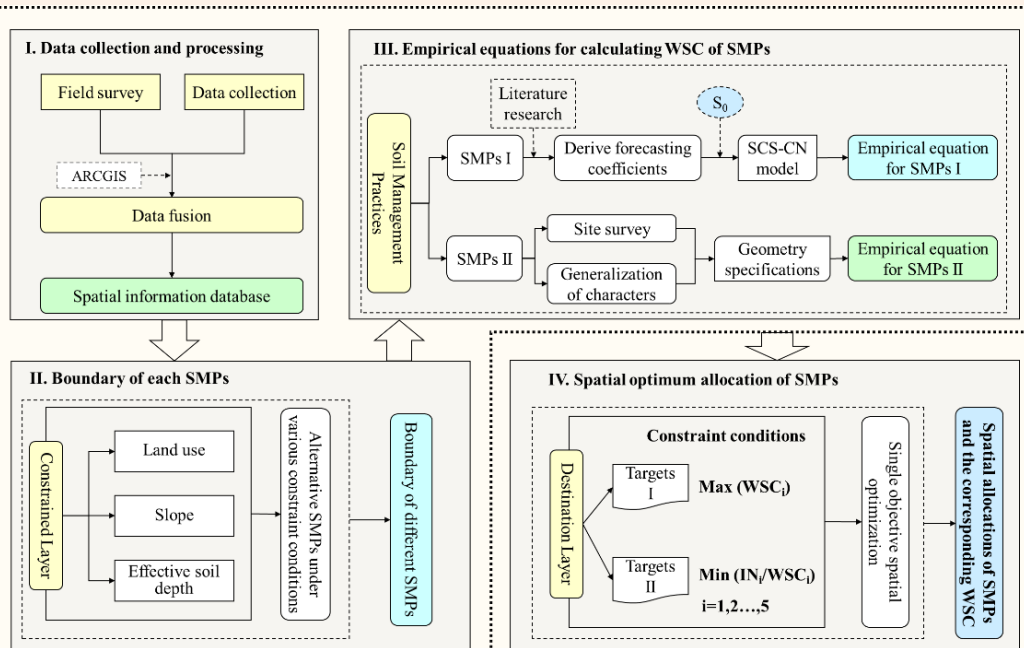 I. Data collection and processing
Field survey
Data collection
ARCGIS
Data fusion
Spatial information database
II. Boundary of each SMPs
Constrained Layer
Land use
Slope
Effective soil
depth
Alternative SMPs under
various constraint conditions
Boundary of different SMPs
III. Empirical equations for calculating WSC of SMPs
Soil Management
Practices
Literature
research
S₀
SMPs I
Derive forecasting
coefficients
SCS-CN
model
Empirical equation
for SMPs I
SMPs II
Site survey
Generalization
of characters
Geometry
specifications
Empirical equation
for SMPs II
IV. Spatial optimum allocation of SMPs
Destination Layer
Constraint conditions
Targets
I
Max (WSCᵢ)
Targets
II
Min (INᵢ/WSCᵢ)
i=1,2...,5
Single objective spatial
optimization
Spatial allocations of SMPs
and the corresponding WSC